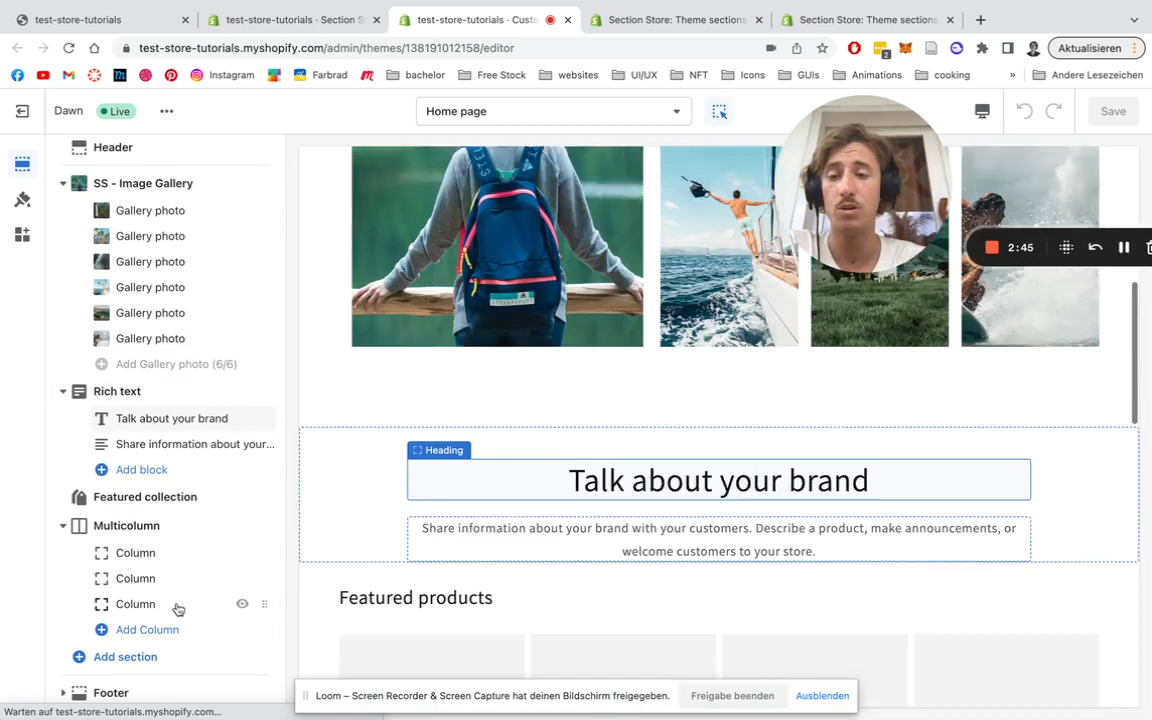 test-store-tutorials
test-store-tutorials · Section S
test-store-tutorials · Custo
Section Store: Theme sections
Section Store: Theme sections
test-store-tutorials.myshopify.com/admin/themes/138191012158/editor
2
Aktualisieren
Instagram
Farbrad
bachelor
Free Stock
websites
UI/UX
NFT
Icons
GUIs
Animations
cooking
»
Andere Lesezeichen
Dawn
Live
Home page
Save
Header
SS - Image Gallery
Gallery photo
Gallery photo
Gallery photo
Gallery photo
Gallery photo
Gallery photo
Add Gallery photo (6/6)
Rich text
Talk about your brand
Share information about your...
Add block
Featured collection
Multicolumn
Column
Column
Column
Add Column
Add section
Footer
2:45
Heading
Talk about your brand
Share information about your brand with your customers. Describe a product, make announcements, or
welcome customers to your store.
Featured products
Loom – Screen Recorder & Screen Capture hat deinen Bildschirm freigegeben.
Freigabe beenden
Ausblenden
Warten auf test-store-tutorials.myshopify.com...